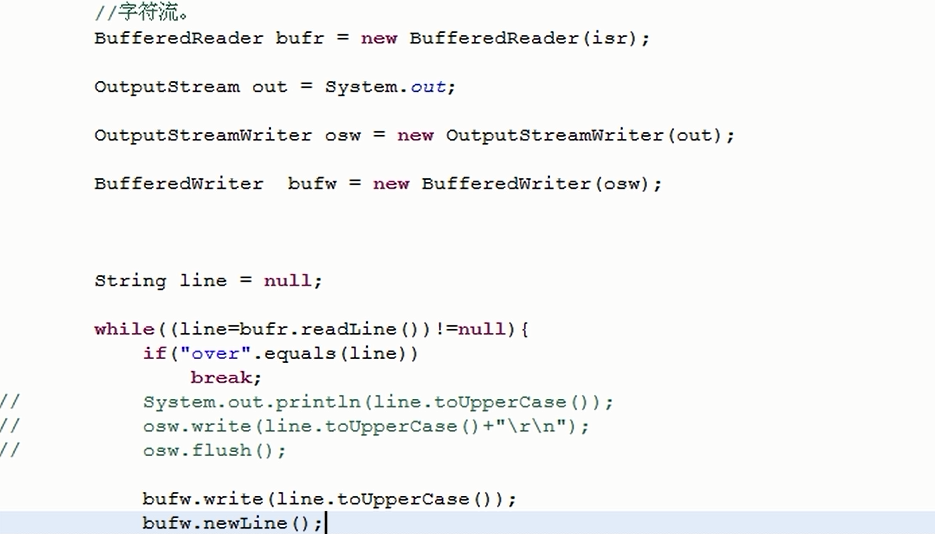 //字符流。
BufferedReader bufr = new BufferedReader(isr);
OutputStream out = System.out;
OutputStreamWriter osw = new OutputStreamWriter(out);
BufferedWriter  bufw = new BufferedWriter(osw);
String line = null;
while((line=bufr.readLine())!=null){
if("over".equals(line))
break;
// System.out.println(line.toUpperCase());
// osw.write(line.toUpperCase()+"\r\n");
// osw.flush();
bufw.write(line.toUpperCase());
bufw.newLine();